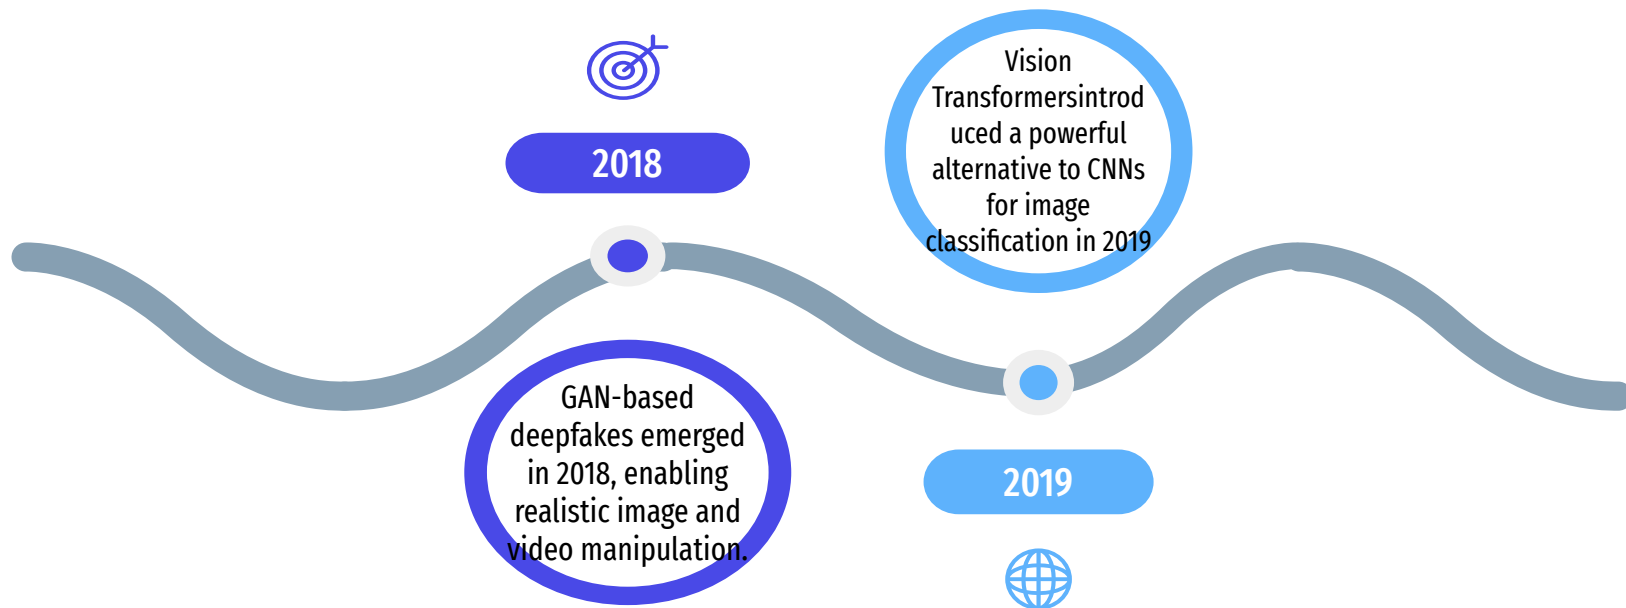 2018
GAN-based
deepfakes emerged
in 2018, enabling
realistic image and
video manipulation.
Vision
Transformersintrod
uced a powerful
alternative to CNNs
for image
classification in 2019
2019